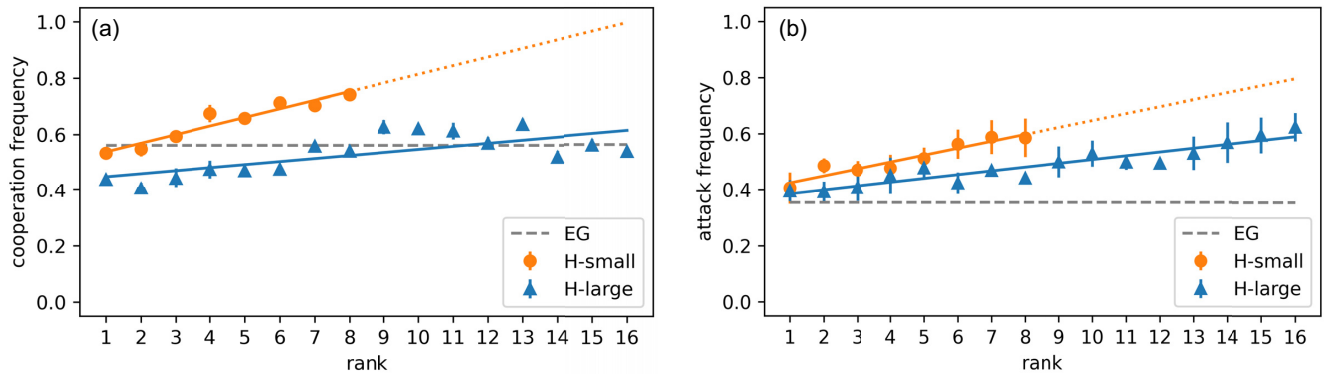 (a)
cooperation frequency
1.0
0.8
0.6
0.4
0.2
0.0
EG
H-small
H-large
1 2 3 4 5 6 7 8 9 10 11 12 13 14 15 16
rank
(b)
attack frequency
1.0
0.8
0.6
0.4
0.2
0.0
EG
H-small
H-large
1 2 3 4 5 6 7 8 9 10 11 12 13 14 15 16
rank